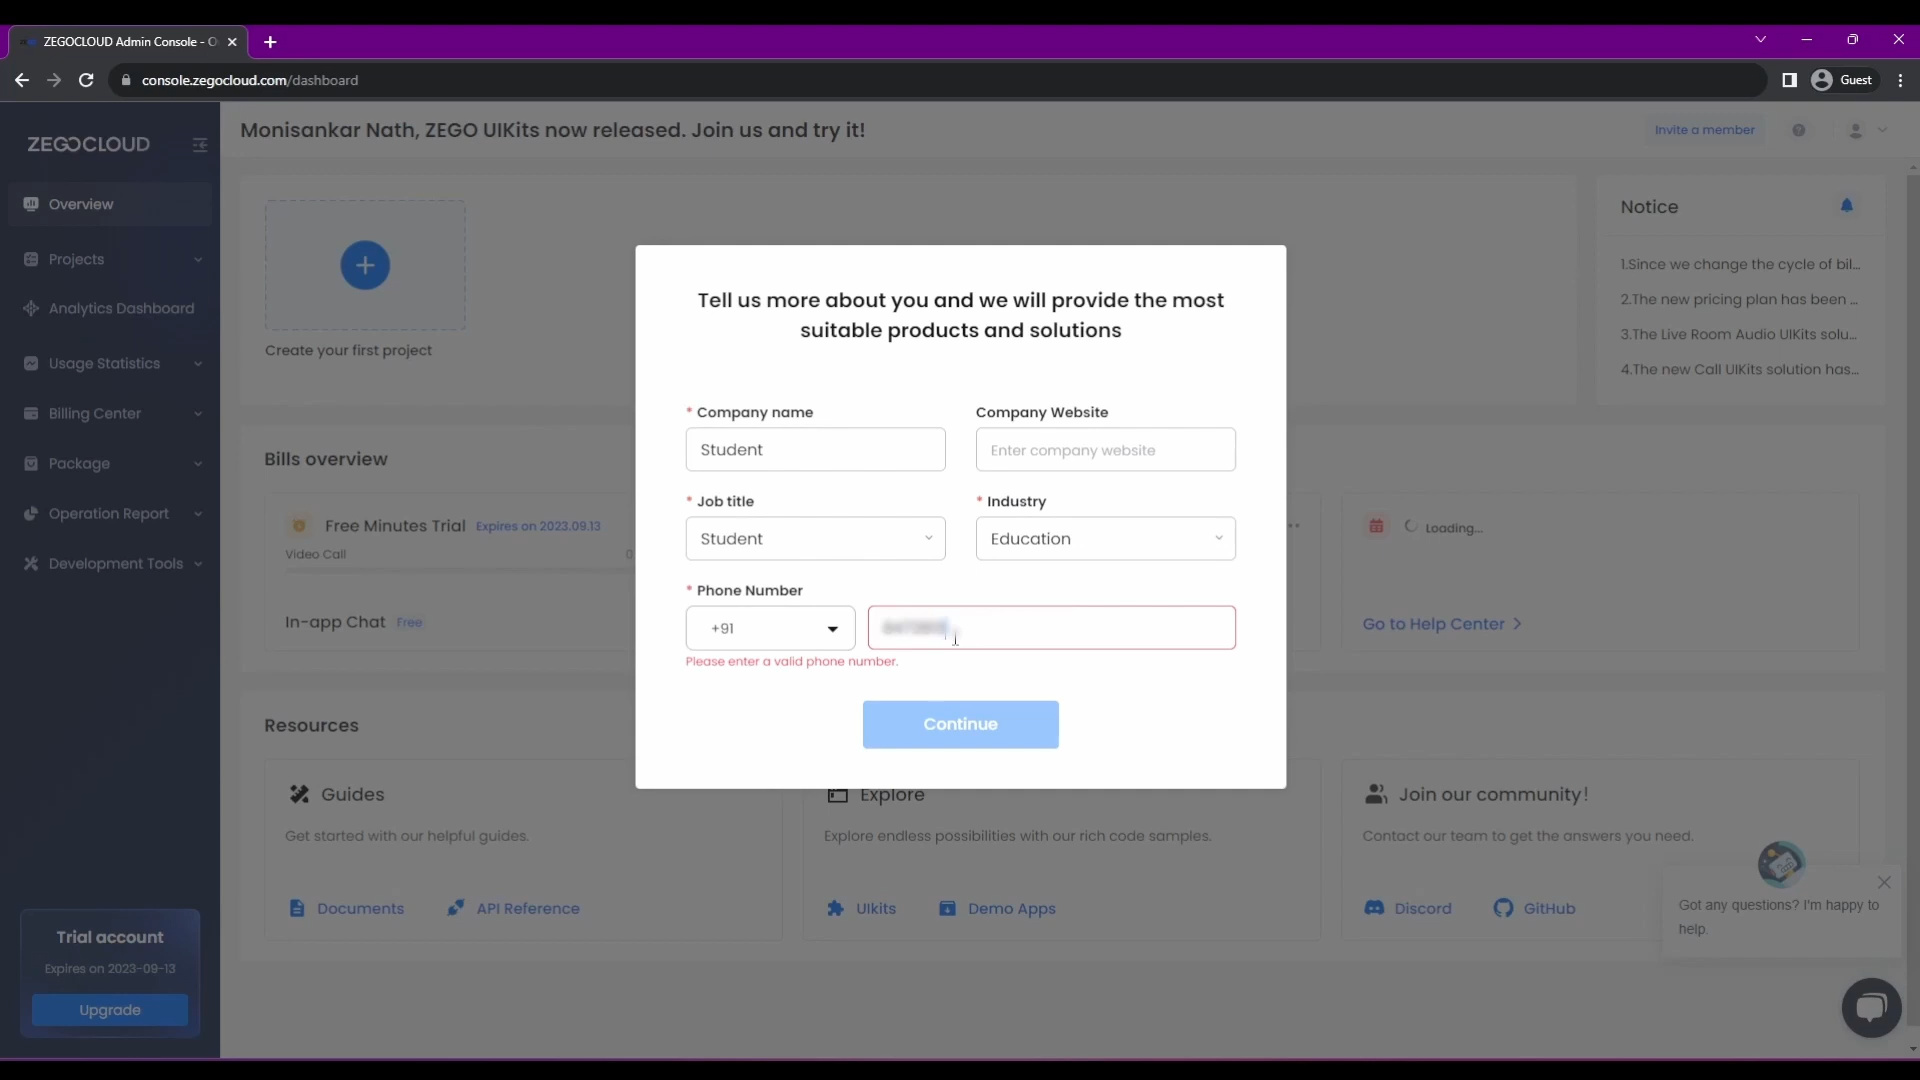 ZEGOCLOUD Admin Console - O
console.zegocloud.com/dashboard
Guest
ZEGOCLOUD
Monisankar Nath, ZEGO UIKits now released. Join us and try it!
Invite a member
Overview
Projects
Analytics Dashboard
Usage Statistics
Billing Center
Package
Operation Report
Development Tools
Trial account
Expires on 2023-09-13
Upgrade
Create your first project
Notice
1.Since we change the cycle of bil...
2.The new pricing plan has been ...
3.The Live Room Audio UIKits solu...
4.The new Call UIKits solution has...
Tell us more about you and we will provide the most
suitable products and solutions
* Company name
Company Website
Student
Enter company website
* Job title
* Industry
Student
Education
* Phone Number
+91
Please enter a valid phone number.
Continue
Bills overview
Free Minutes Trial Expires on 2023.09.13
Video Call 0
In-app Chat Free
Loading...
Go to Help Center
Resources
Guides
Get started with our helpful guides.
Documents
API Reference
Explore
Explore endless possibilities with our rich code samples.
UIkits
Demo Apps
Join our community!
Contact our team to get the answers you need.
Discord
GitHub
Got any questions? I'm happy to
help.